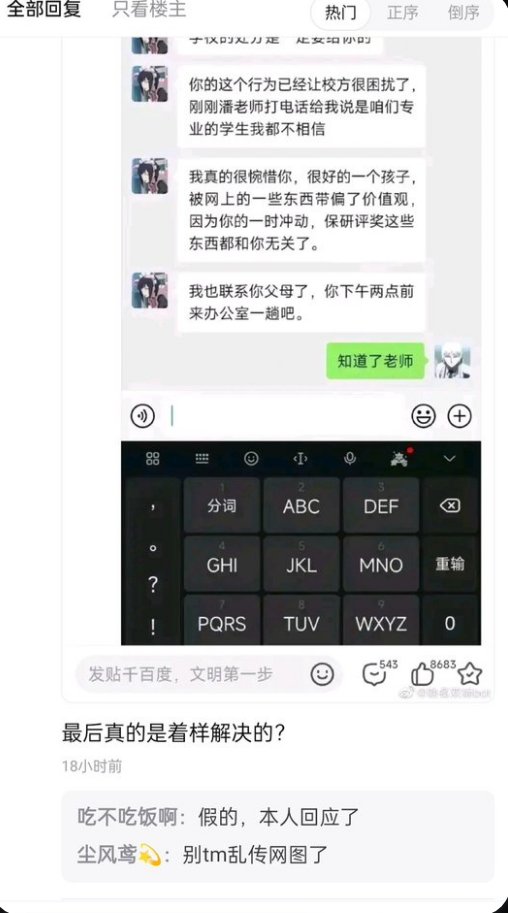 全部回复 只看楼主 热门 正序 倒序
学校的处分是一定要给你的
你的这个行为已经让校方很困扰了，
刚刚潘老师打电话给我说是咱们专
业的学生我都不相信
我真的很惋惜你，很好的一个孩子，
被网上的一些东西带偏了价值观，
因为你的一时冲动，保研评奖这些
东西都和你无关了。
我也联系你父母了，你下午两点前
来办公室一趟吧。
知道了老师
， 1 分词 2 ABC 3 DEF
。 4 GHI 5 JKL 6 MNO 重输
？
！ 7 PQRS 8 TUV 9 WXYZ 0
发贴千百度，文明第一步 543 8683
最后真的是着样解决的？
18小时前
吃不吃饭啊：假的，本人回应了
尘风鸢💫：别tm乱传网图了